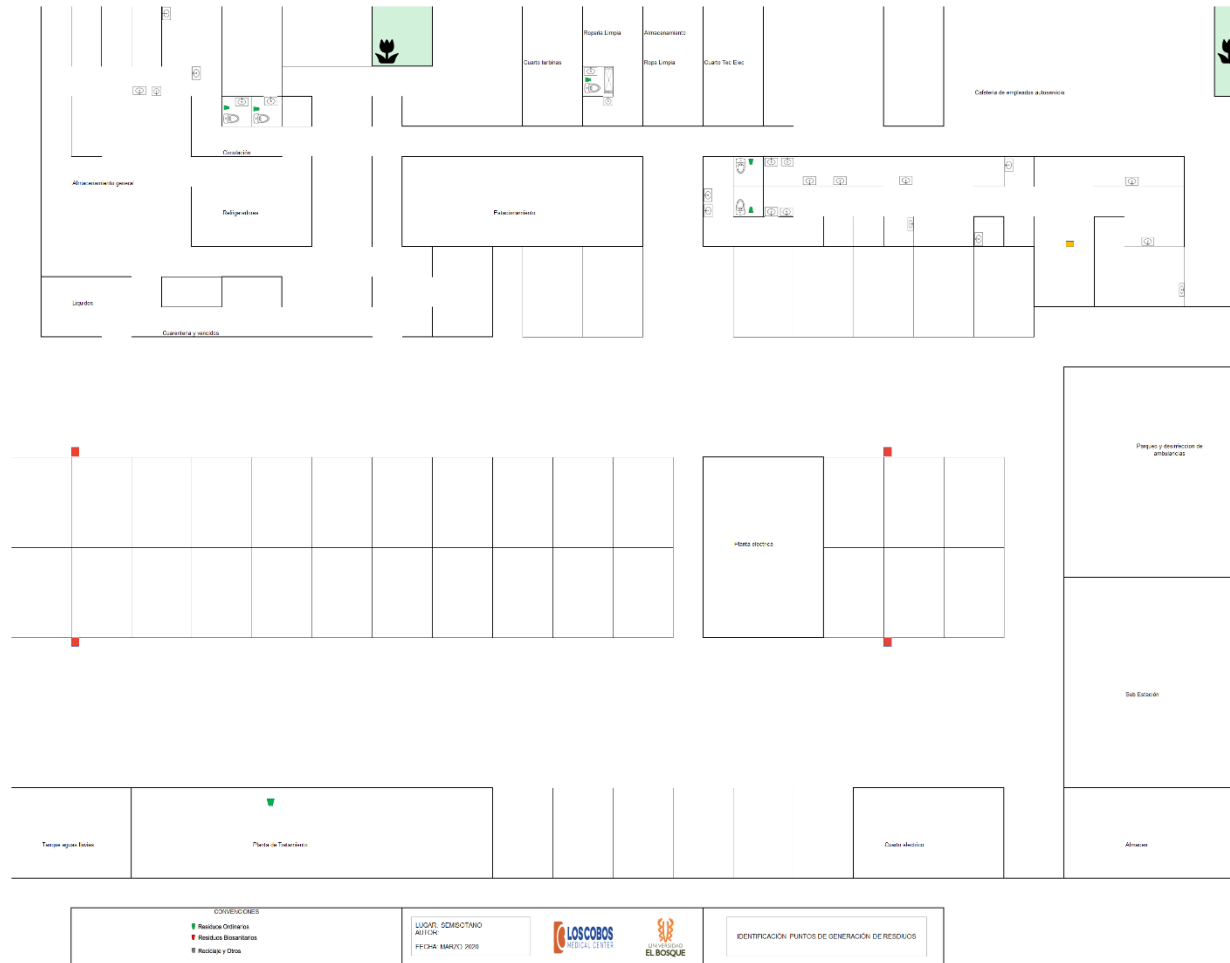 Ropería Limpia
Almacenamiento
Cuarto turbinas
Ropa Limpia
Cuarto Tec Elec
Cafeteria de empleados autoservicio
Circulación
Almacenamiento general
Refrigeradores
Estacionamiento
Liquidos
Cuarentena y vencidos
Parqueo y desinfeccion de
ambulancias
Planta electrica
Sub Estación
Tanque aguas lluvias
Planta de Tratamiento
Cuarto electrico
Almacen
CONVENCIONES
Residuos Ordinarios
Residuos Biosanitarios
Reciclaje y Otros
LUGAR: SEMISOTANO
AUTOR:
FECHA: MARZO 2020
LOSCOBOS
MEDICAL CENTER
UNIVERSIDAD
EL BOSQUE
IDENTIFICACIÓN PUNTOS DE GENERACIÓN DE RESIDUOS